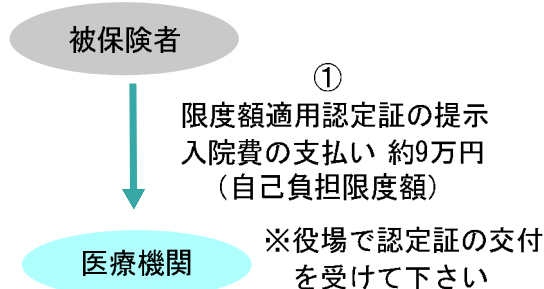 被保険者
①
限度額適用認定証の提示
入院費の支払い 約9万円
（自己負担限度額）
医療機関
※役場で認定証の交付
を受けて下さい